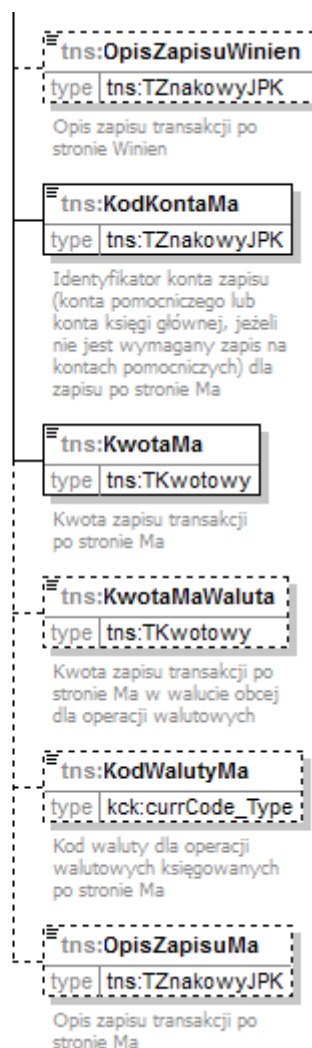 tns:OpisZapisuWinien
type tns:TZnakowyJPK
Opis zapisu transakcji po
stronie Winien
tns:KodKontaMa
type tns:TZnakowyJPK
Identyfikator konta zapisu
(konta pomocniczego lub
konta księgi głównej, jeżeli
nie jest wymagany zapis na
kontach pomocniczych) dla
zapisu po stronie Ma
tns:KwotaMa
type tns:TKwotowy
Kwota zapisu transakcji
po stronie Ma
tns:KwotaMaWaluta
type tns:TKwotowy
Kwota zapisu transakcji po
stronie Ma w walucie obcej
dla operacji walutowych
tns:KodWalutyMa
type kck:currCode_Type
Kod waluty dla operacji
walutowych księgowanych
po stronie Ma
tns:OpisZapisuMa
type tns:TZnakowyJPK
Opis zapisu transakcji po
stronie Ma